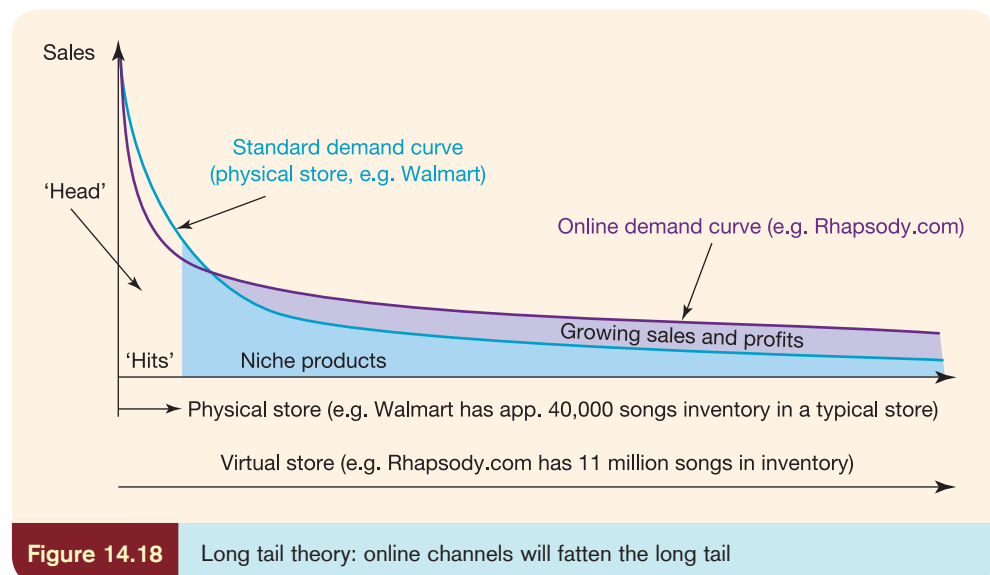 Sales
Standard demand curve
(physical store, e.g. Walmart)
‘Head’
Online demand curve (e.g. Rhapsody.com)
Growing sales and profits
‘Hits’
Niche products
Physical store (e.g. Walmart has app. 40,000 songs inventory in a typical store)
Virtual store (e.g. Rhapsody.com has 11 million songs in inventory)
Figure 14.18
Long tail theory: online channels will fatten the long tail